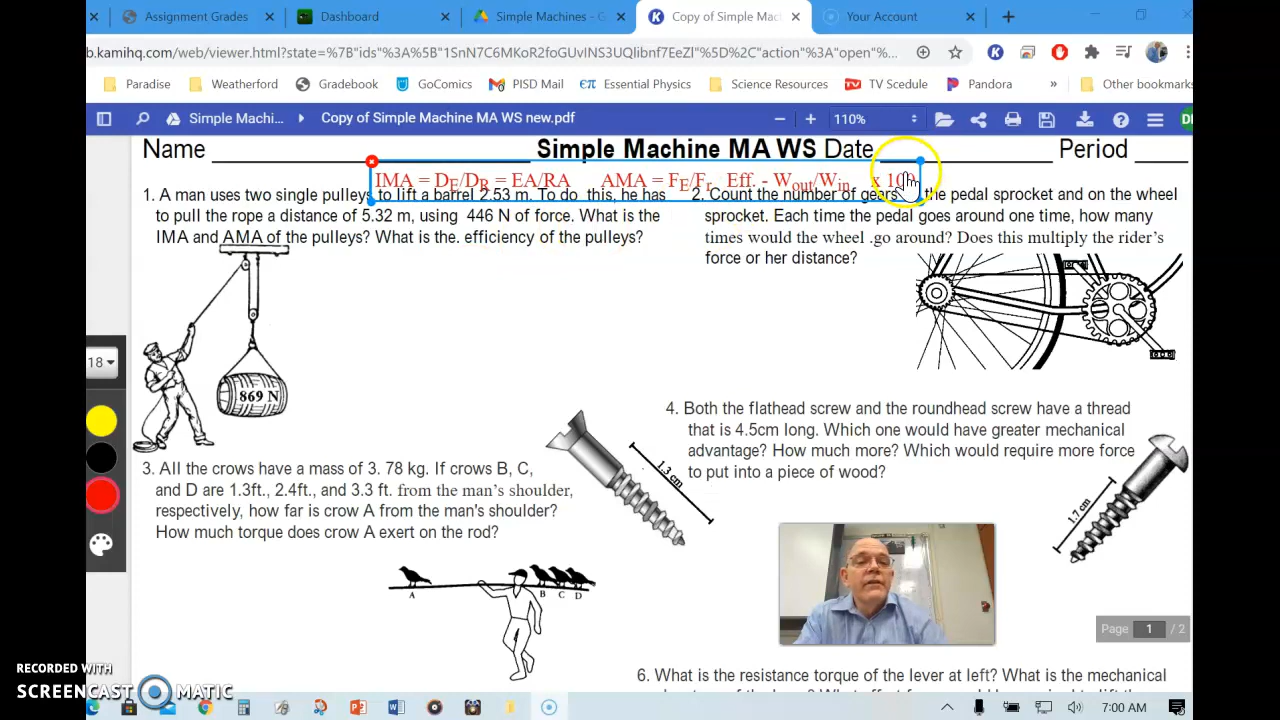 Assignment Grades
Dashboard
Simple Machines - G
Copy of Simple Mac
Your Account
b.kamihq.com/web/viewer.html?state=%7B"ids"%3A%5B"1SnN7C6MKoR2foGUvINS3UQlibnf7EeZl"%5D%2C"action"%3A"open"%...
Paradise
Weatherford
Gradebook
GoComics
PISD Mail
Essential Physics
Science Resources
TV Scedule
Pandora
»
Other bookmarks
Simple Machi...
Copy of Simple Machine MA WS new.pdf
110%
Name ____ Simple Machine MA WS Date ____ Period ____
IMA = DE/DR = EA/RA AMA = FE/Fr Eff. - Wout/Win x 100
1. A man uses two single pulleys to lift a barrel 2.53 m. To do this, he has
to pull the rope a distance of 5.32 m, using 446 N of force. What is the
IMA and AMA of the pulleys? What is the. efficiency of the pulleys?
2. Count the number of gears the pedal sprocket and on the wheel
sprocket. Each time the pedal goes around one time, how many
times would the wheel .go around? Does this multiply the rider's
force or her distance?
869 N
18
3. All the crows have a mass of 3. 78 kg. If crows B, C,
and D are 1.3ft., 2.4ft., and 3.3 ft. from the man's shoulder,
respectively, how far is crow A from the man's shoulder?
How much torque does crow A exert on the rod?
A
B
C
D
1.3 cm
4. Both the flathead screw and the roundhead screw have a thread
that is 4.5cm long. Which one would have greater mechanical
advantage? How much more? Which would require more force
to put into a piece of wood?
1.7 cm
Page 1 / 2
6. What is the resistance torque of the lever at left? What is the mechanical
RECORDED WITH
SCREENCAST MATIC
7:00 AM